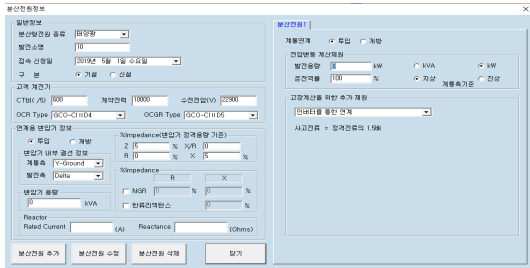 분산전원정보
일반정보
분산형전원 종류 태양광
발전소명 10
접속 신청일 2019년 5월 1일 수요일
구 분 기설 신설
고객 계전기
CT비( /5) 600 계약전력 10000 수전전압(V) 22900
OCR Type GCO-CIIID4 OCGR Type GCO-CIIID5
연계용 변압기 정보
투입 개방
변압기 내부 결선 정보
계통측 Y-Ground
발전측 Delta
변압기 용량
0 kVA
%Impedance(변압기 정격용량 기준)
Z 5 % X/R 0
R 0 % X 5 %
%Impedance
R X
NGR 0 % 0 %
한류리액턴스 0 %
Reactor
Rated Current (A) Reactance (Ohms)
분산전원 추가 분산전원 수정 분산전원 삭제 닫기
분산전원1
계통연계 투입 개방
전압변동 계산제원
발전용량 kW kVA kW
운전역률 100 % 지상 진상
계통측기준
고장계산을 위한 추가 제원
인버터를 통한 연계
사고전류 = 정격전류의 1.5배